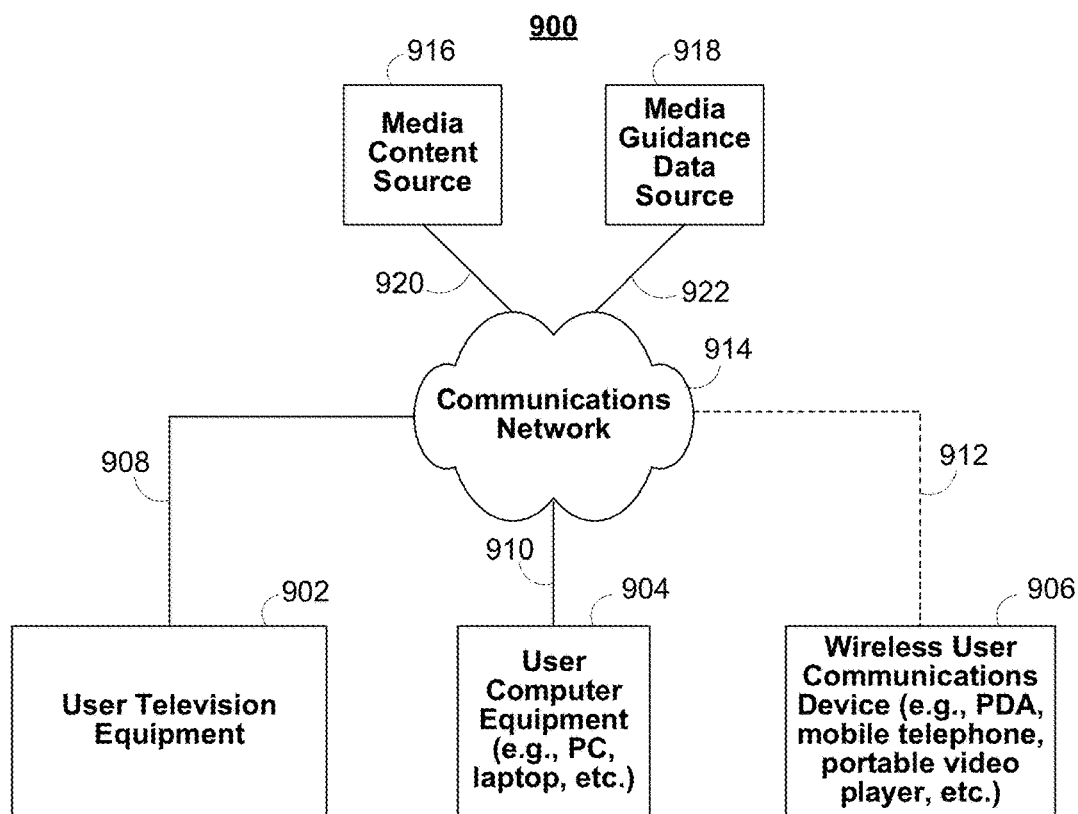 900
916
918
Media
Content
Source
Media
Guidance
Data
Source
920
922
914
Communications
Network
908
912
910
902
904
906
User Television
Equipment
User
Computer
Equipment
(e.g., PC,
laptop, etc.)
Wireless User
Communications
Device (e.g., PDA,
mobile telephone,
portable video
player, etc.)